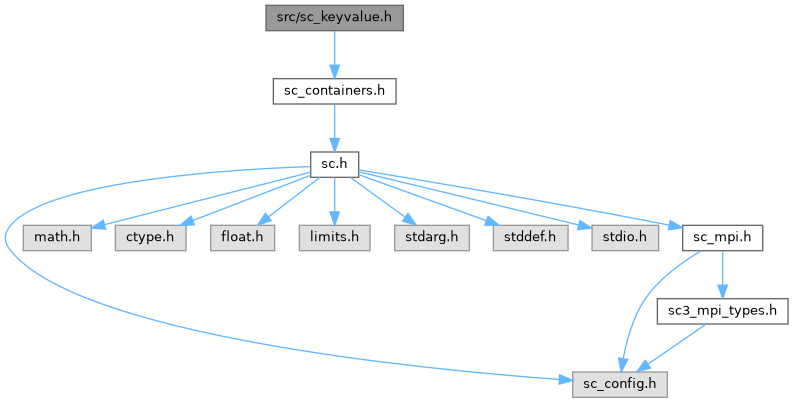 src/sc_keyvalue.h
sc_containers.h
sc.h
math.h
ctype.h
float.h
limits.h
stdarg.h
stddef.h
stdio.h
sc_mpi.h
sc3_mpi_types.h
sc_config.h